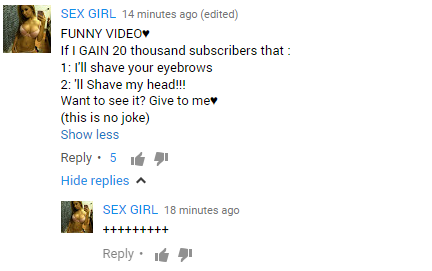 SEX GIRL 14 minutes ago (edited)
FUNNY VIDEO♥
If I GAIN 20 thousand subscribers that :
1: I'll shave your eyebrows
2: 'll Shave my head!!!
Want to see it? Give to me♥
(this is no joke)
Show less
Reply • 5
Hide replies
SEX GIRL 18 minutes ago
+++++++++
Reply •